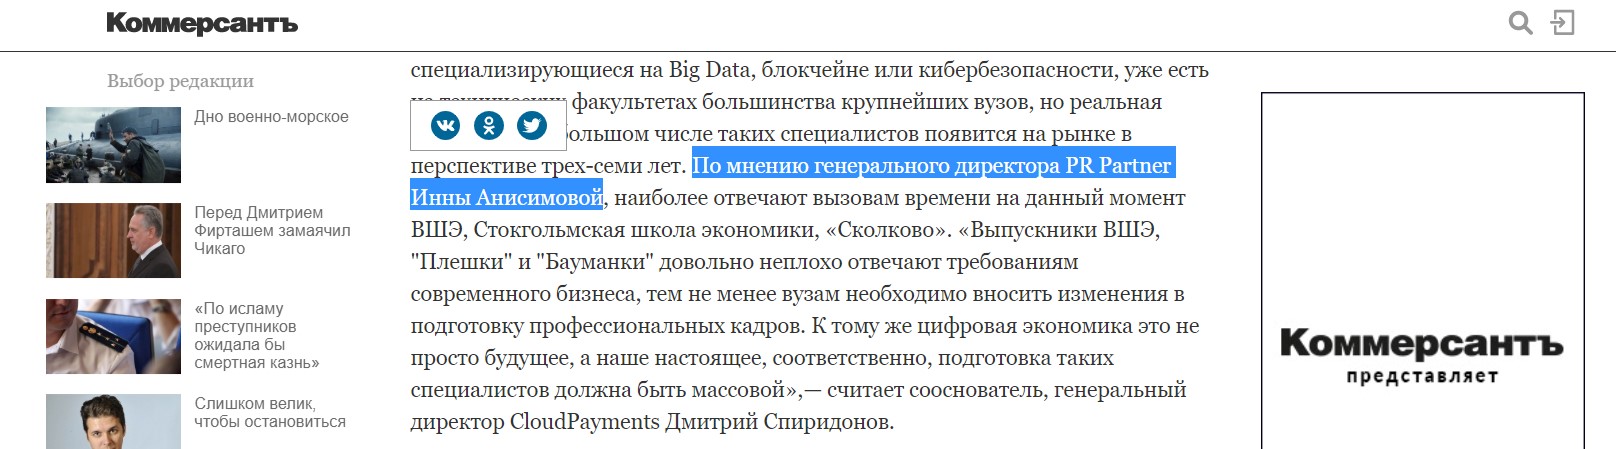 Коммерсантъ
Выбор редакции
Дно военно-морское
Перед Дмитрием
Фирташем замаячил
Чикаго
«По исламу
преступников
ожидала бы
смертная казнь»
Слишком велик,
чтобы остановиться
специализирующиеся на Big Data, блокчейне или кибербезопасности, уже есть
факультетах большинства крупнейших вузов, но реальная
большом числе таких специалистов появится на рынке в
перспективе трех-семи лет. По мнению генерального директора PR Partner
Инны Анисимовой, наиболее отвечают вызовам времени на данный момент
ВШЭ, Стокгольмская школа экономики, «Сколково». «Выпускники ВШЭ,
"Плешки" и "Бауманки" довольно неплохо отвечают требованиям
современного бизнеса, тем не менее вузам необходимо вносить изменения в
подготовку профессиональных кадров. К тому же цифровая экономика это не
просто будущее, а наше настоящее, соответственно, подготовка таких
специалистов должна быть массовой»,— считает сооснователь, генеральный
директор CloudPayments Дмитрий Спиридонов.
Коммерсантъ
представляет